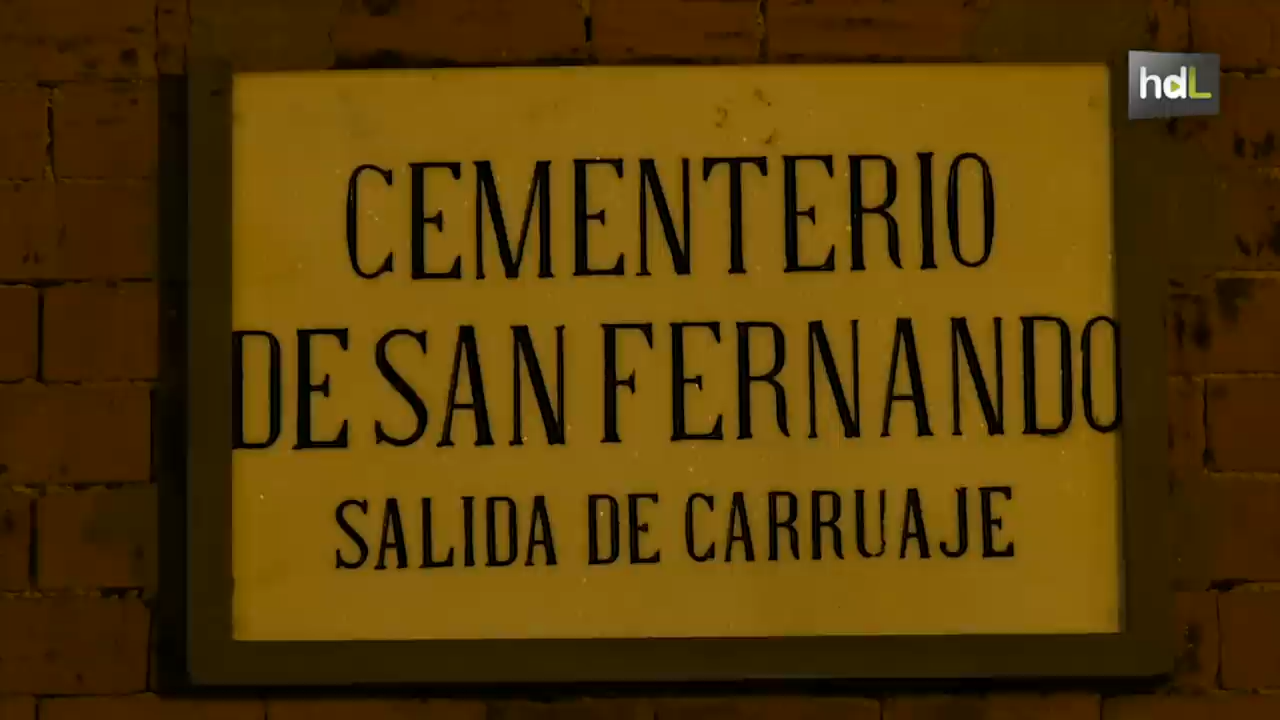 hdL
CEMENTERIO
DE SAN FERNANDO
SALIDA DE CARRUAJE